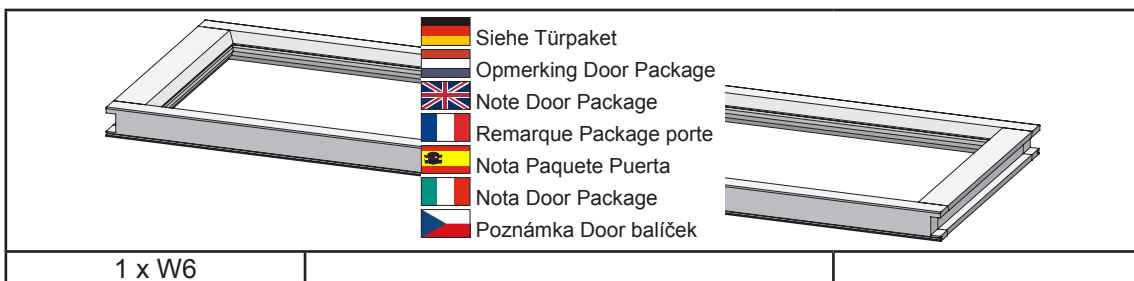 Siehe Türpaket
Opmerking Door Package
Note Door Package
Remarque Package porte
Nota Paquete Puerta
Nota Door Package
Poznámka Door balíček
1 x W6